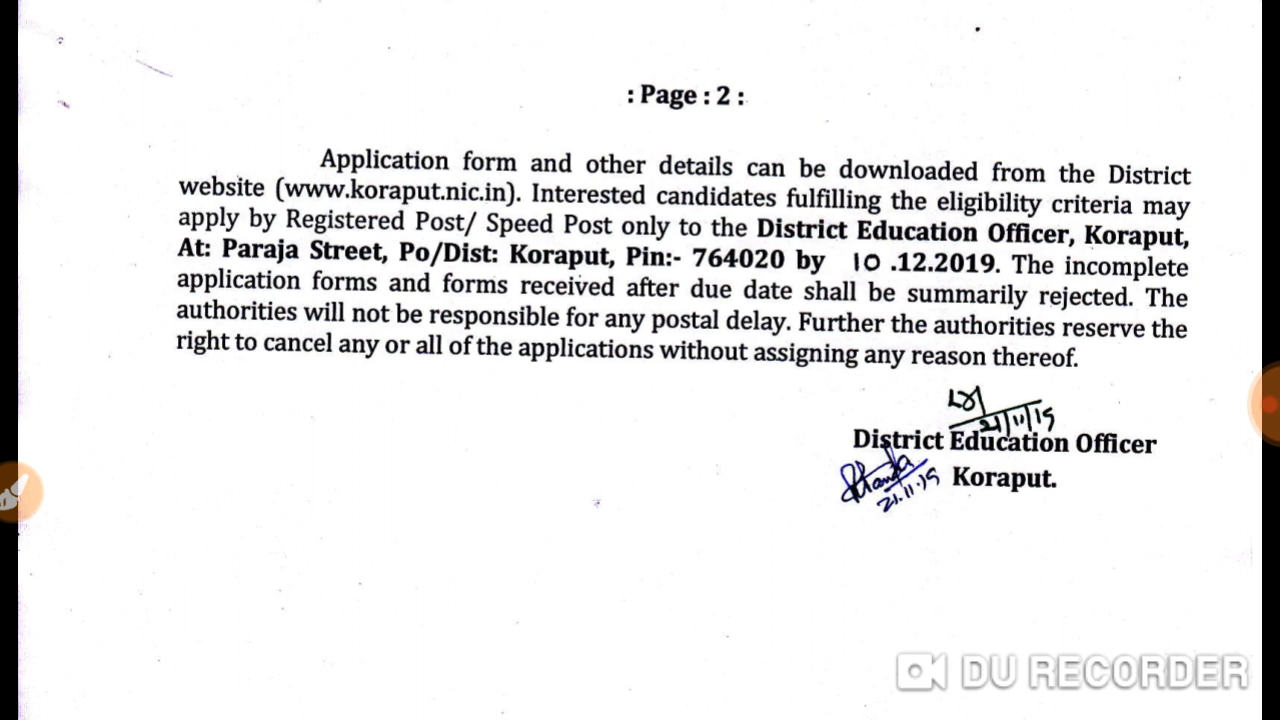 : Page : 2 :
Application form and other details can be downloaded from the District
website (www.koraput.nic.in). Interested candidates fulfilling the eligibility criteria may
apply by Registered Post/ Speed Post only to the District Education Officer, Koraput,
At: Paraja Street, Po/Dist: Koraput, Pin:- 764020 by 10 .12.2019. The incomplete
application forms and forms received after due date shall be summarily rejected. The
authorities will not be responsible for any postal delay. Further the authorities reserve the
right to cancel any or all of the applications without assigning any reason thereof.
21/11/19
District Education Officer
21.11.19 Koraput.
DU RECORDER